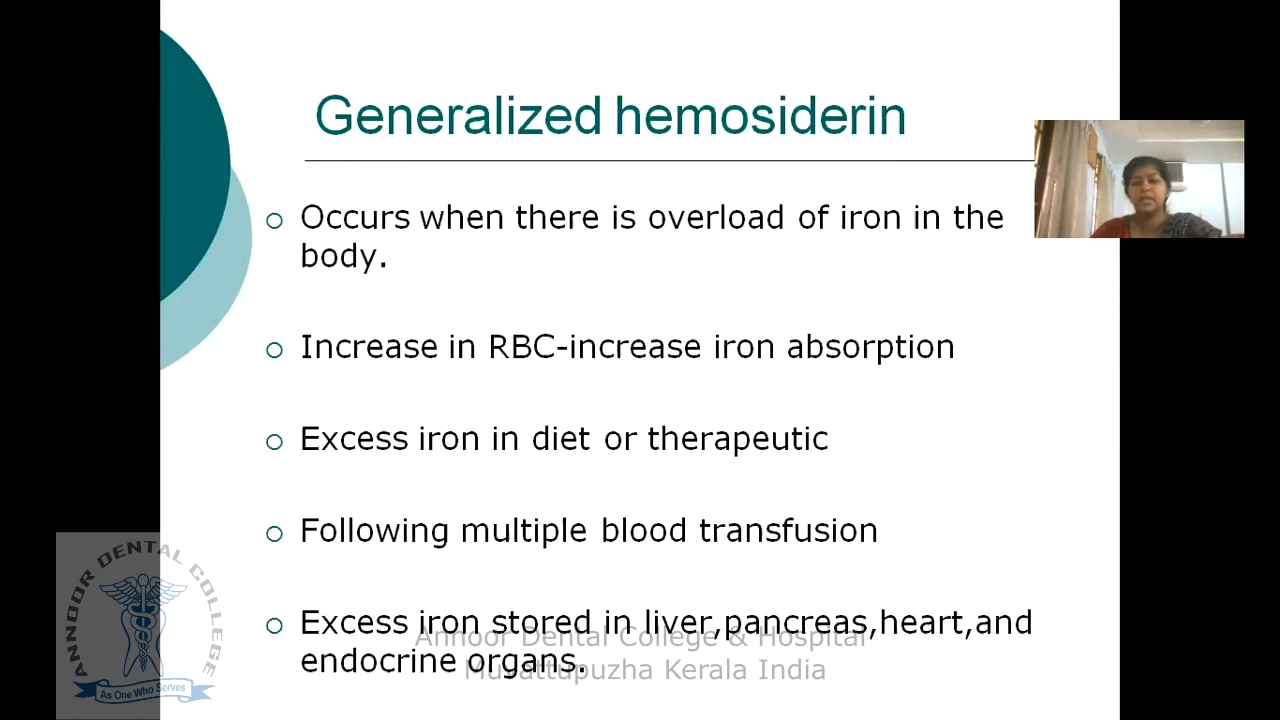 Generalized hemosiderin
Occurs when there is overload of iron in the
body.
Increase in RBC-increase iron absorption
Excess iron in diet or therapeutic
Following multiple blood transfusion
Excess iron stored in liver,pancreas,heart,and
endocrine organs.
Annoor Dental College & Hospital
Muvattupuzha Kerala India
ANNOOR DENTAL COLLEGE
As One Who Serves